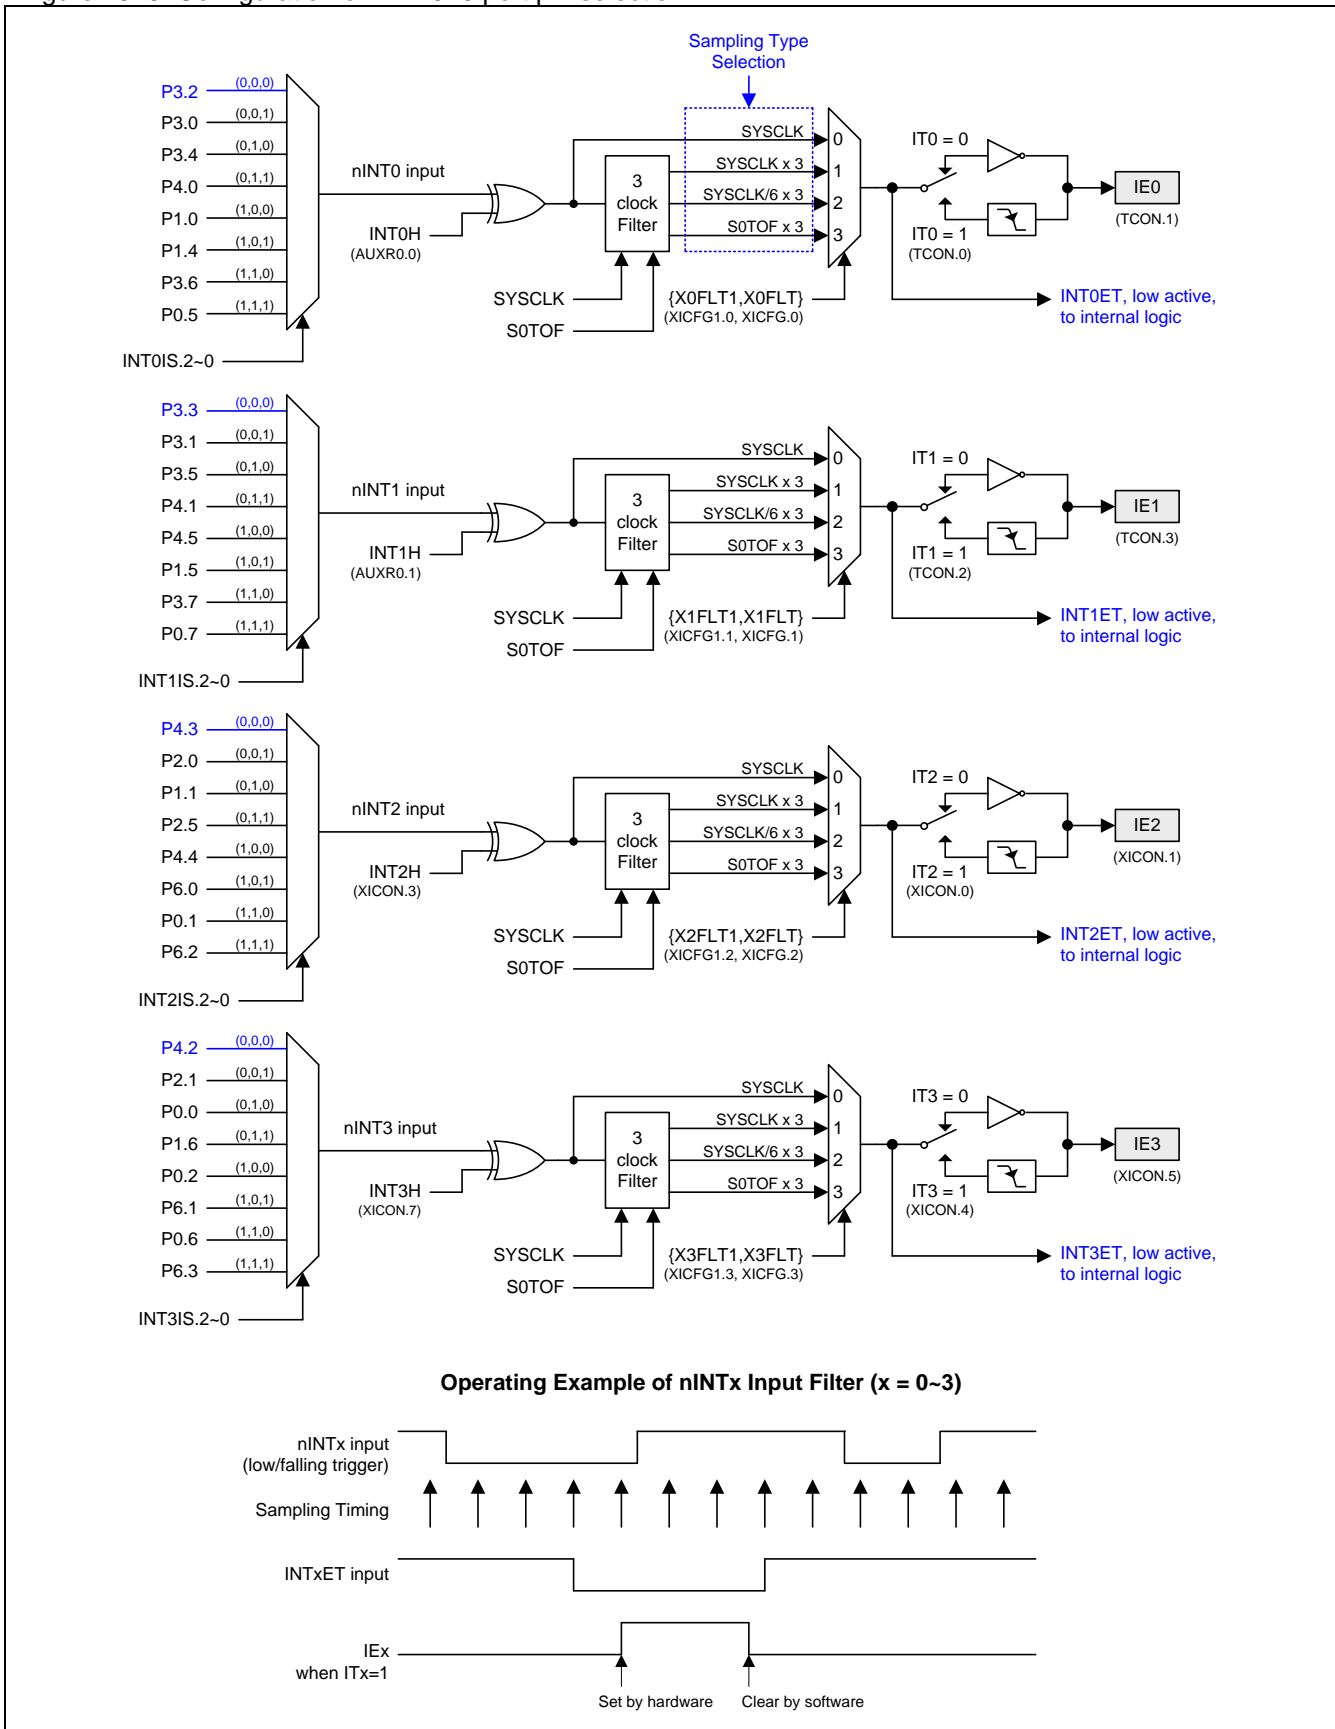 Sampling Type
Selection
P3.2 (0,0,0)
P3.0 (0,0,1)
P3.4 (0,1,0)
P4.0 (0,1,1)
P1.0 (1,0,0)
P1.4 (1,0,1)
P3.6 (1,1,0)
P0.5 (1,1,1)
INT0IS.2~0
nINT0 input
INT0H
(AUXR0.0)
3
clock
Filter
SYSCLK
S0TOF
SYSCLK
SYSCLK x 3
SYSCLK/6 x 3
S0TOF x 3
0
1
2
3
{X0FLT1,X0FLT}
(XICFG1.0, XICFG.0)
IT0 = 0
IT0 = 1
(TCON.0)
IE0
(TCON.1)
INT0ET, low active,
to internal logic
P3.3 (0,0,0)
P3.1 (0,0,1)
P3.5 (0,1,0)
P4.1 (0,1,1)
P4.5 (1,0,0)
P1.5 (1,0,1)
P3.7 (1,1,0)
P0.7 (1,1,1)
INT1IS.2~0
nINT1 input
INT1H
(AUXR0.1)
3
clock
Filter
SYSCLK
S0TOF
SYSCLK
SYSCLK x 3
SYSCLK/6 x 3
S0TOF x 3
0
1
2
3
{X1FLT1,X1FLT}
(XICFG1.1, XICFG.1)
IT1 = 0
IT1 = 1
(TCON.2)
IE1
(TCON.3)
INT1ET, low active,
to internal logic
P4.3 (0,0,0)
P2.0 (0,0,1)
P1.1 (0,1,0)
P2.5 (0,1,1)
P4.4 (1,0,0)
P6.0 (1,0,1)
P0.1 (1,1,0)
P6.2 (1,1,1)
INT2IS.2~0
nINT2 input
INT2H
(XICON.3)
3
clock
Filter
SYSCLK
S0TOF
SYSCLK
SYSCLK x 3
SYSCLK/6 x 3
S0TOF x 3
0
1
2
3
{X2FLT1,X2FLT}
(XICFG1.2, XICFG.2)
IT2 = 0
IT2 = 1
(XICON.0)
IE2
(XICON.1)
INT2ET, low active,
to internal logic
P4.2 (0,0,0)
P2.1 (0,0,1)
P0.0 (0,1,0)
P1.6 (0,1,1)
P0.2 (1,0,0)
P6.1 (1,0,1)
P0.6 (1,1,0)
P6.3 (1,1,1)
INT3IS.2~0
nINT3 input
INT3H
(XICON.7)
3
clock
Filter
SYSCLK
S0TOF
SYSCLK
SYSCLK x 3
SYSCLK/6 x 3
S0TOF x 3
0
1
2
3
{X3FLT1,X3FLT}
(XICFG1.3, XICFG.3)
IT3 = 0
IT3 = 1
(XICON.4)
IE3
(XICON.5)
INT3ET, low active,
to internal logic
Operating Example of nINTx Input Filter (x = 0~3)
nINTx input
(low/falling trigger)
Sampling Timing
INTxET input
IEx
when ITx=1
Set by hardware
Clear by software